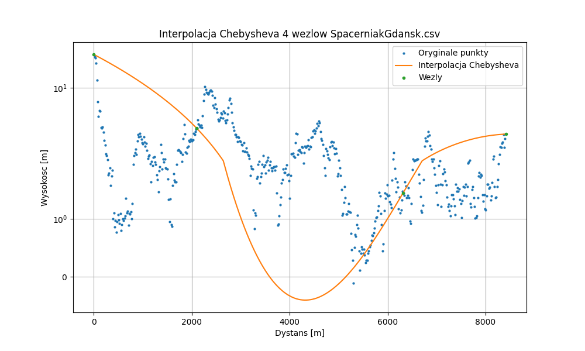 Interpolacja Chebysheva 4 wezlow SpacerniakGdansk.csv
Oryginale punkty
Interpolacja Chebysheva
Wezly
Wysokosc [m]
10¹
10⁰
0
0
2000
4000
6000
8000
Dystans [m]